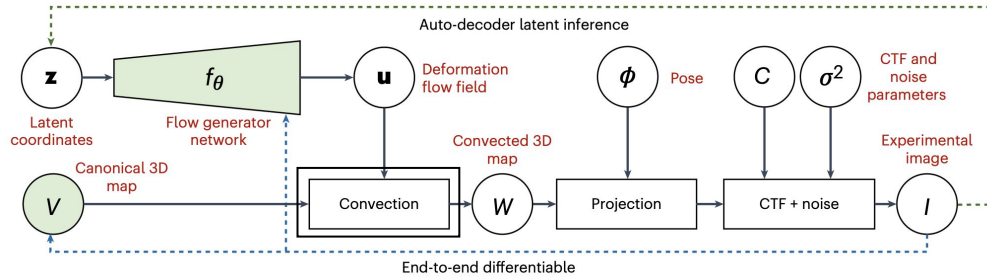 Auto-decoder latent inference
z
f_θ
u
Deformation
flow field
ϕ
Pose
C
σ²
CTF and
noise
parameters
Latent
coordinates
Flow generator
network
Canonical 3D
map
Convected 3D
map
Experimental
image
V
Convection
W
Projection
CTF + noise
I
End-to-end differentiable